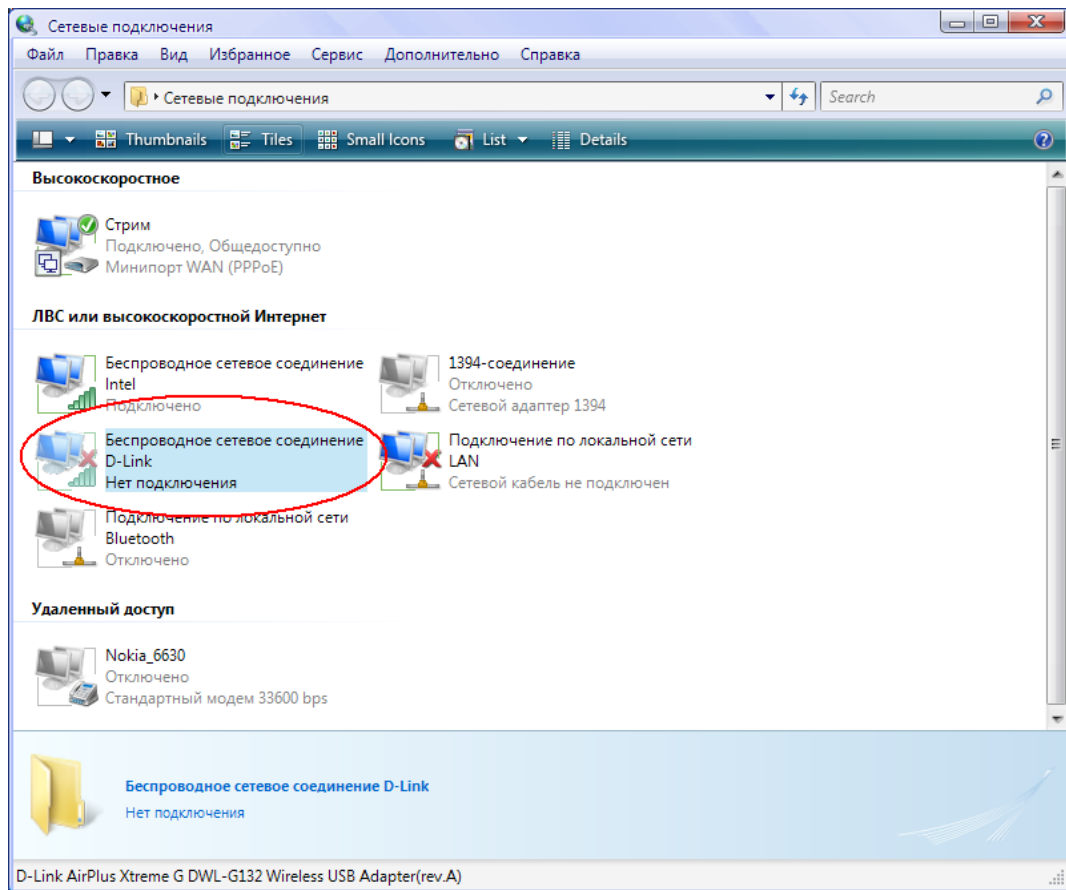 Сетевые подключения
Файл Правка Вид Избранное Сервис Дополнительно Справка
Сетевые подключения Search
Thumbnails Tiles Small Icons List Details
Высокоскоростное
Стрим
Подключено, Общедоступно
Минипорт WAN (PPPoE)
ЛВС или высокоскоростной Интернет
Беспроводное сетевое соединение
Intel
Подключено
1394-соединение
Отключено
Сетевой адаптер 1394
Беспроводное сетевое соединение
D-Link
Нет подключения
Подключение по локальной сети
LAN
Сетевой кабель не подключен
Подключение по локальной сети
Bluetooth
Отключено
Удаленный доступ
Nokia_6630
Отключено
Стандартный модем 33600 bps
Беспроводное сетевое соединение D-Link
Нет подключения
D-Link AirPlus Xtreme G DWL-G132 Wireless USB Adapter(rev.A)